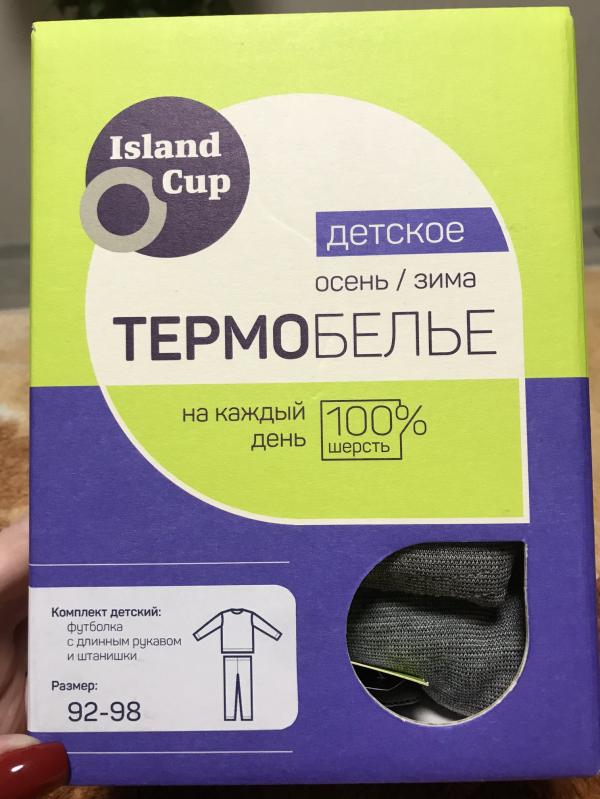 Island
Cup
детское
осень / зима
ТЕРМОБЕЛЬЕ
на каждый
день
100%
шерсть
Комплект детский:
футболка
с длинным рукавом
и штанишки
Размер:
92-98